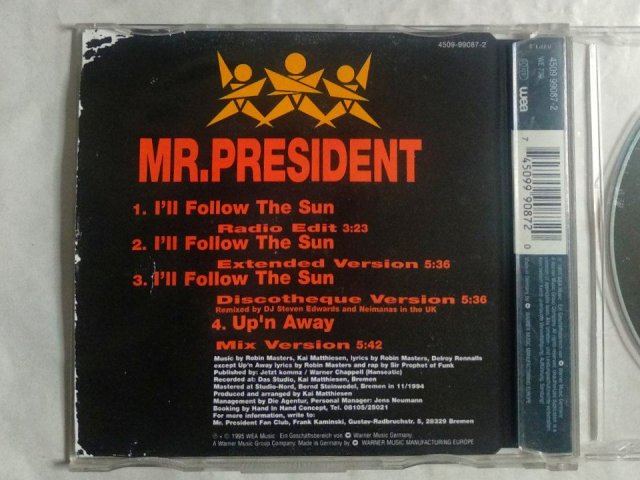 4509-99087-2
MR.PRESIDENT
1. I'll Follow The Sun
Radio Edit 3:23
2. I'll Follow The Sun
Extended Version 5:36
3. I'll Follow The Sun
Discotheque Version 5:36
Remixed by DJ Steven Edwards and Neimanas in the UK
4. Up'n Away
Mix Version 5:42
Music by Robin Masters, Kai Matthiesen, lyrics by Robin Masters, Delroy Rennalls
except Up'n Away lyrics by Robin Masters and rap by Sir Prophet of Funk
Published by: Jetzt kommz / Warner Chappell (Hanseatic)
Recorded at: Das Studio, Kai Matthiesen, Bremen
Mastered at Studio-Nord, Bernd Steinwedel, Bremen in 11/1994
Produced and arranged by Kai Matthiesen
Management by Die Agentur, Personal Manager: Jens Neumann
Booking by Hand In Hand Concept, Tel. 08105/25021
For more information, write to:
Mr. President Fan Club, Frank Kaminski, Gustav-Radbruchstr. 5, 28329 Bremen
℗ + © 1995 WEA Music · Ein Geschäftsbereich von Warner Music Germany.
A Warner Music Group Company. Made in Germany by WARNER MUSIC MANUFACTURING EUROPE
4509 99087-2
wea
7 45099 90872 0